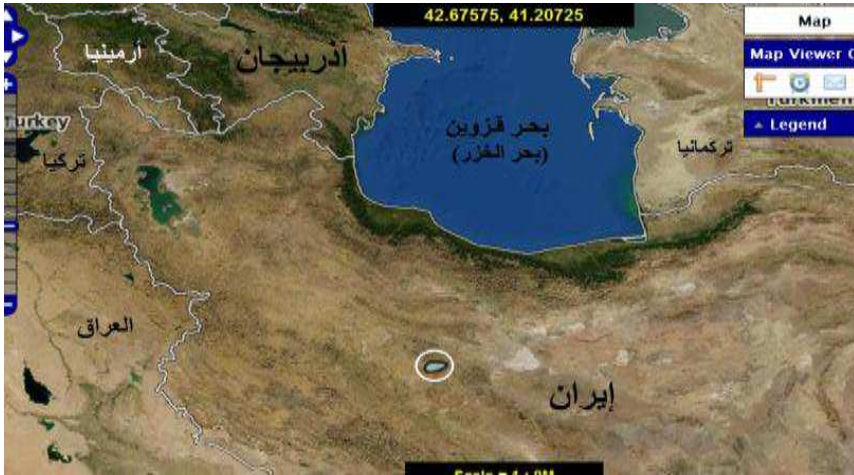 42.67575, 41.20725
Map
Map Viewer
Legend
أرمينيا
آذربيجان
Turkey
تركيا
بحر قزوين
(بحر الخزر)
تركمانيا
العراق
إيران